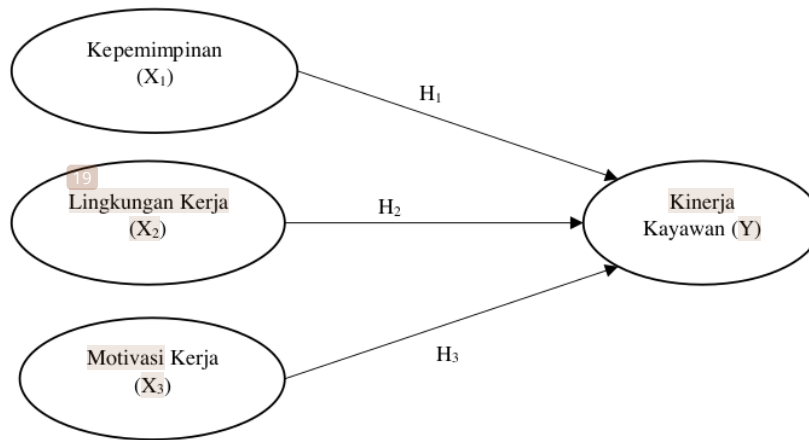 Kepemimpinan
(X₁)
H₁
19
Lingkungan Kerja
(X₂)
H₂
Kinerja
Kayawan (Y)
Motivasi Kerja
(X₃)
H₃